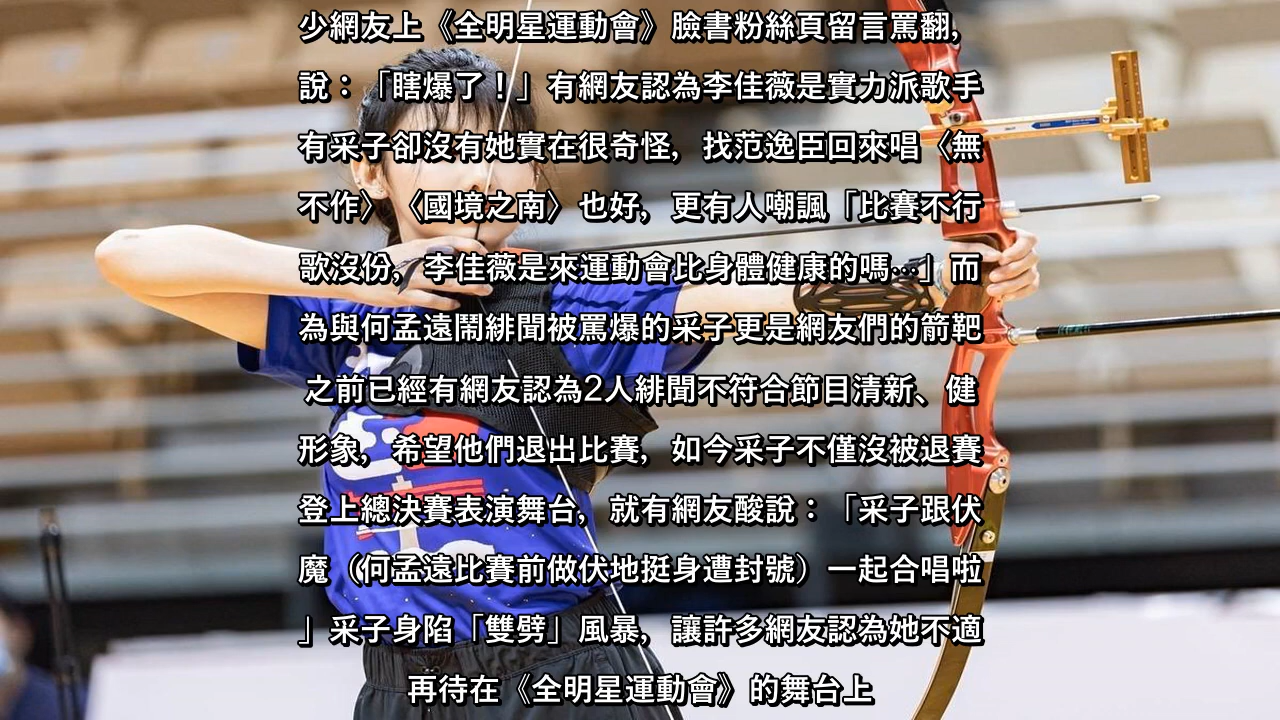 少網友上《全明星運動會》臉書粉絲頁留言罵翻,
說：「瞎爆了！」有網友認為李佳薇是實力派歌手
有采子卻沒有她實在很奇怪，找范逸臣回來唱〈無
不作〉〈國境之南〉也好，更有人嘲諷「比賽不行
歌沒份，李佳薇是來運動會比身體健康的嗎…」而
為與何孟遠鬧緋聞被罵爆的采子更是網友們的箭靶
之前已經有網友認為2人緋聞不符合節目清新、健
形象，希望他們退出比賽，如今采子不僅沒被退賽
登上總決賽表演舞台，就有網友酸說：「采子跟伏
魔（何孟遠比賽前做伏地挺身遭封號）一起合唱啦
」采子身陷「雙劈」風暴，讓許多網友認為她不適
再待在《全明星運動會》的舞台上